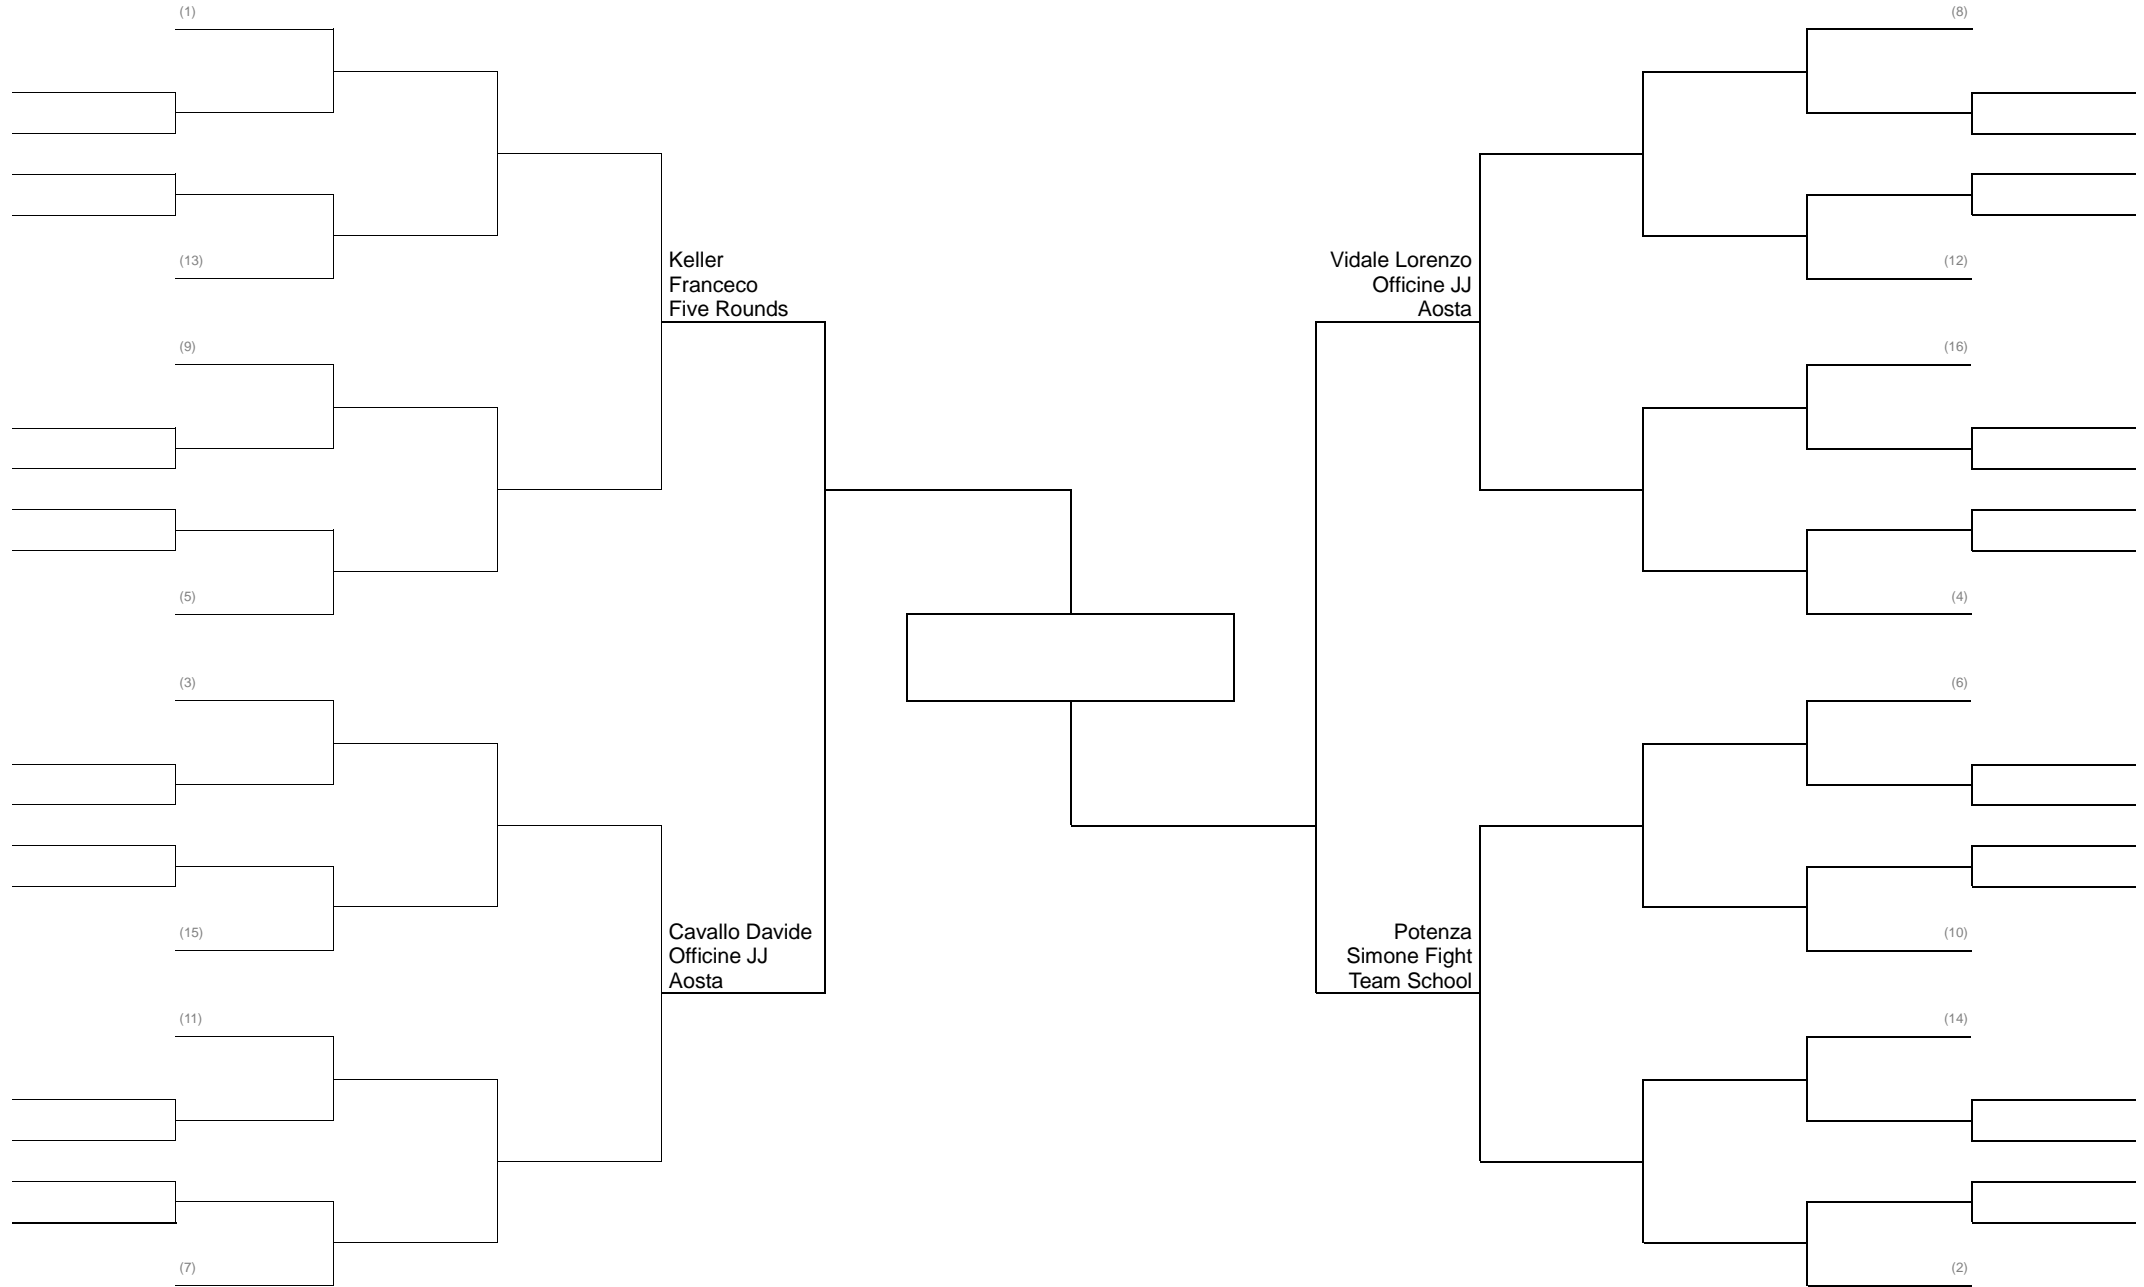 (1)
(8)
(13)
(12)
Keller
Franceco
Five Rounds
Vidale Lorenzo
Officine JJ
Aosta
(9)
(16)
(5)
(4)
(3)
(6)
(15)
(10)
Cavallo Davide
Officine JJ
Aosta
Potenza
Simone Fight
Team School
(11)
(14)
(7)
(2)